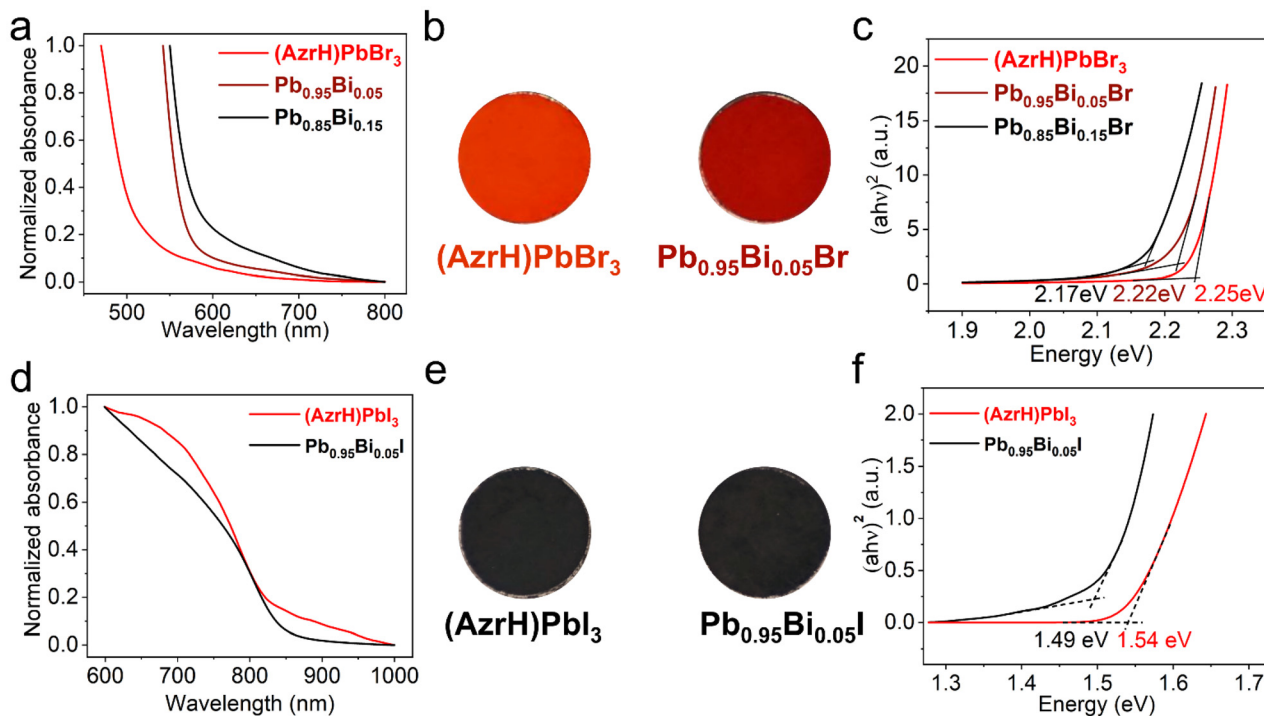 a
1.0
0.8
0.6
0.4
0.2
0.0
Normalized absorbance
500
600
700
800
Wavelength (nm)
(AzrH)PbBr₃
Pb₀.₉₅Bi₀.₀₅
Pb₀.₈₅Bi₀.₁₅
b
(AzrH)PbBr₃
Pb₀.₉₅Bi₀.₀₅Br
c
20
15
10
5
0
(ahν)² (a.u.)
(AzrH)PbBr₃
Pb₀.₉₅Bi₀.₀₅Br
Pb₀.₈₅Bi₀.₁₅Br
2.17eV
2.22eV
2.25eV
1.9
2.0
2.1
2.2
2.3
Energy (eV)
d
1.0
0.8
0.6
0.4
0.2
0.0
Normalized absorbance
600
700
800
900
1000
Wavelength (nm)
(AzrH)PbI₃
Pb₀.₉₅Bi₀.₀₅I
e
(AzrH)PbI₃
Pb₀.₉₅Bi₀.₀₅I
f
2.0
1.5
1.0
0.5
0.0
(ahν)² (a.u.)
(AzrH)PbI₃
Pb₀.₉₅Bi₀.₀₅I
1.49 eV
1.54 eV
1.3
1.4
1.5
1.6
1.7
Energy (eV)